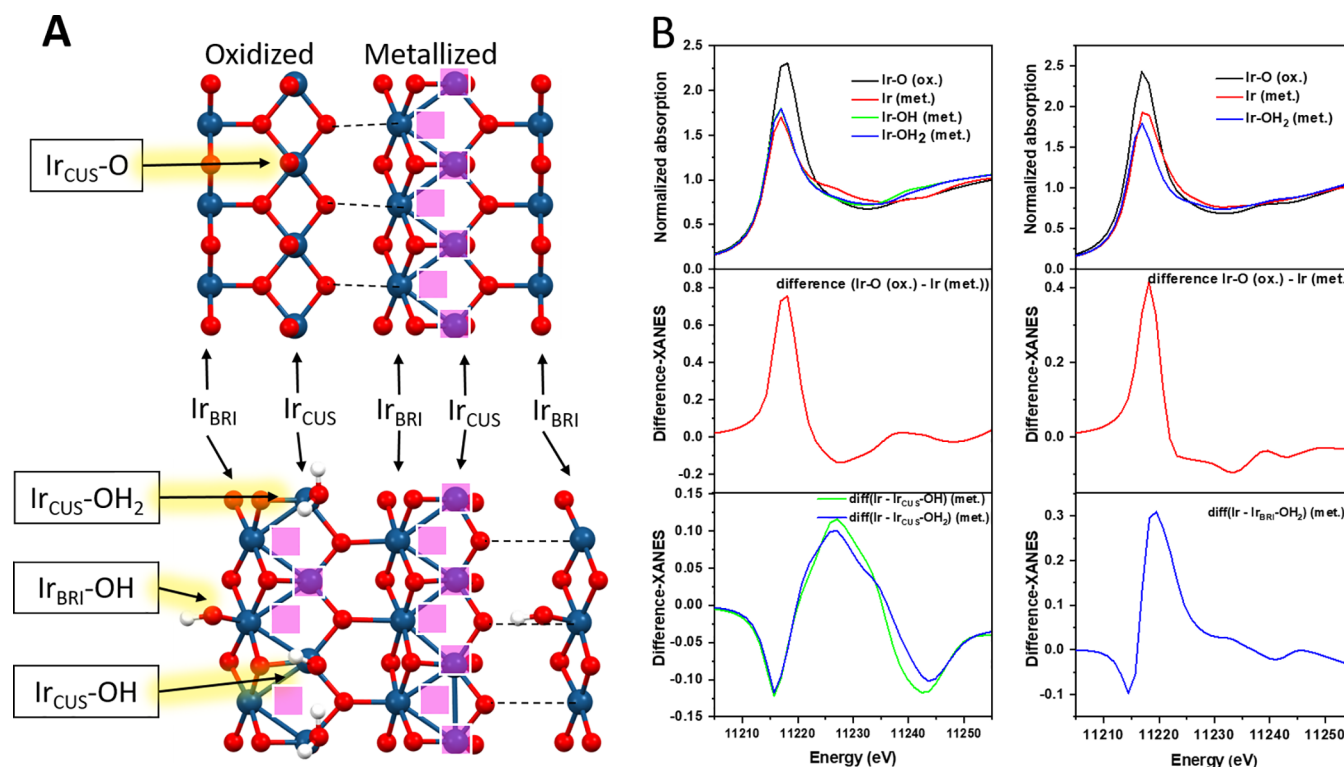 A
Oxidized Metallized
Ir_CUS-O
Ir_BRI Ir_CUS Ir_BRI Ir_CUS Ir_BRI
Ir_CUS-OH_2
Ir_BRI-OH
Ir_CUS-OH
B
Normalized absorption
2.5
2.0
1.5
1.0
0.5
0.0
Ir-O (ox.)
Ir (met.)
Ir-OH (met.)
Ir-OH_2 (met.)
Difference-XANES
0.8
0.6
0.4
0.2
0.0
-0.2
difference (Ir-O (ox.) - Ir (met.))
Difference-XANES
0.15
0.10
0.05
0.00
-0.05
-0.10
-0.15
diff(Ir - Ir_CUS-OH) (met.)
diff(Ir - Ir_CUS-OH_2) (met.)
11210 11220 11230 11240 11250
Energy (eV)
Normalized absorption
2.5
2.0
1.5
1.0
0.5
0.0
Ir-O (ox.)
Ir (met.)
Ir-OH_2 (met.)
Difference-XANES
0.4
0.2
0.0
difference Ir-O (ox.) - Ir (met.
Difference-XANES
0.3
0.2
0.1
0.0
-0.1
diff(Ir - Ir_BRI-OH_2) (met.)
11210 11220 11230 11240 11250
Energy (eV)